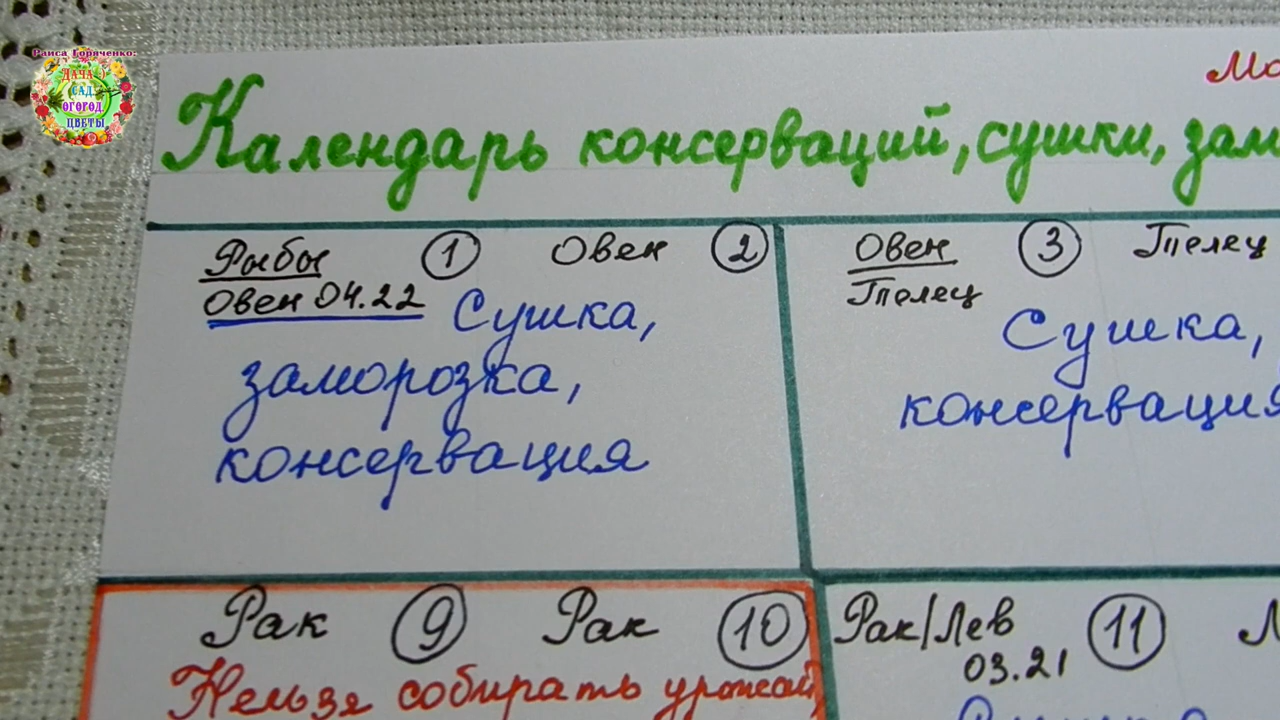 Раиса Горяченко:
ДАЧА
САД
ОГОРОД
ЦВЕТЫ
Календарь консерваций, сушки, зам
Рыбы 1 Овен 2
Овен 04.22
Сушка,
заморозка,
консервация
Овен 3 Телец
Телец
Сушка,
консервация
Рак 9 Рак 10
Нельзя собирать урожай,
Рак/Лев 11
03.21